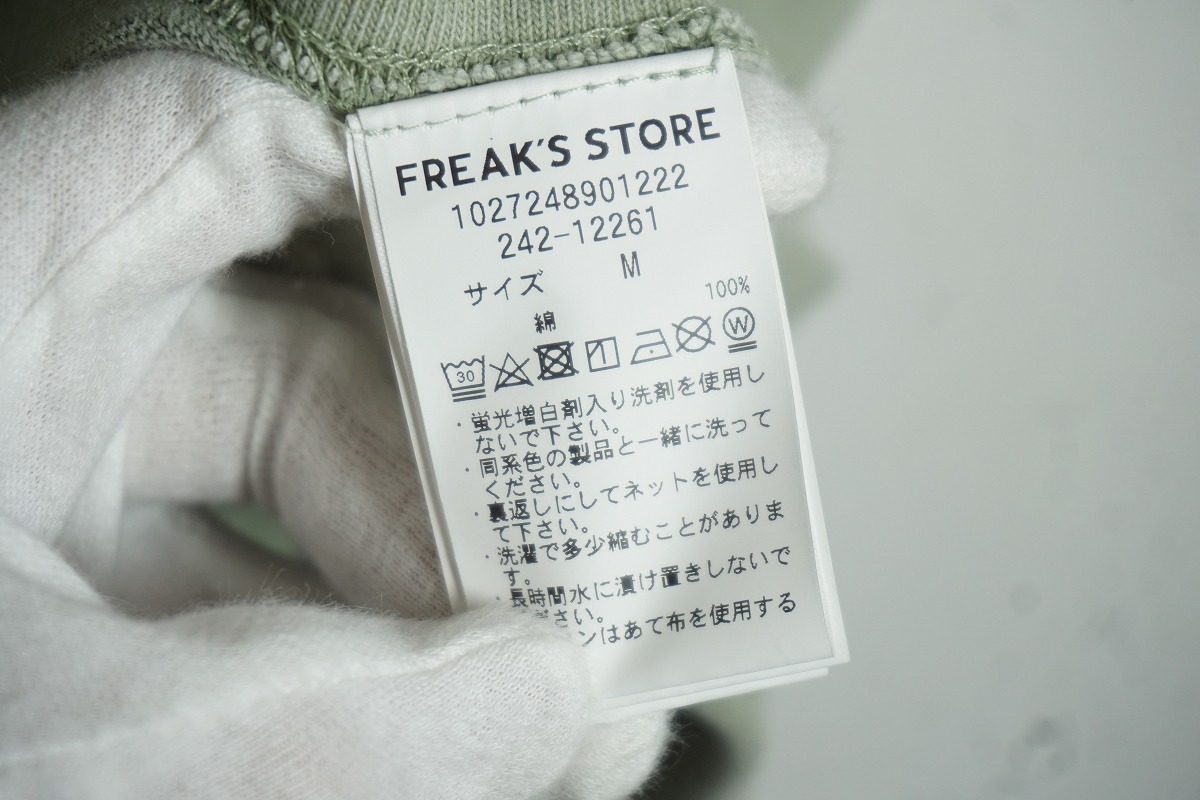 FREAK'S STORE
1027248901222
242-12261
サイズ M
100%
綿
30 W
・蛍光増白剤入り洗剤を使用し
ないで下さい。
・同系色の製品と一緒に洗って
ください。
・裏返しにしてネットを使用し
て下さい。
・洗濯で多少縮むことがありま
す。
・長時間水に漬け置きしないで
ださい。
ンはあて布を使用する